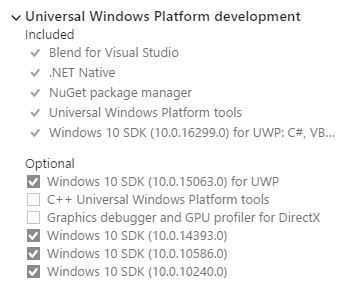 Universal Windows Platform development
Included
Blend for Visual Studio
.NET Native
NuGet package manager
Universal Windows Platform tools
Windows 10 SDK (10.0.16299.0) for UWP: C#, VB...
Optional
Windows 10 SDK (10.0.15063.0) for UWP
C++ Universal Windows Platform tools
Graphics debugger and GPU profiler for DirectX
Windows 10 SDK (10.0.14393.0)
Windows 10 SDK (10.0.10586.0)
Windows 10 SDK (10.0.10240.0)